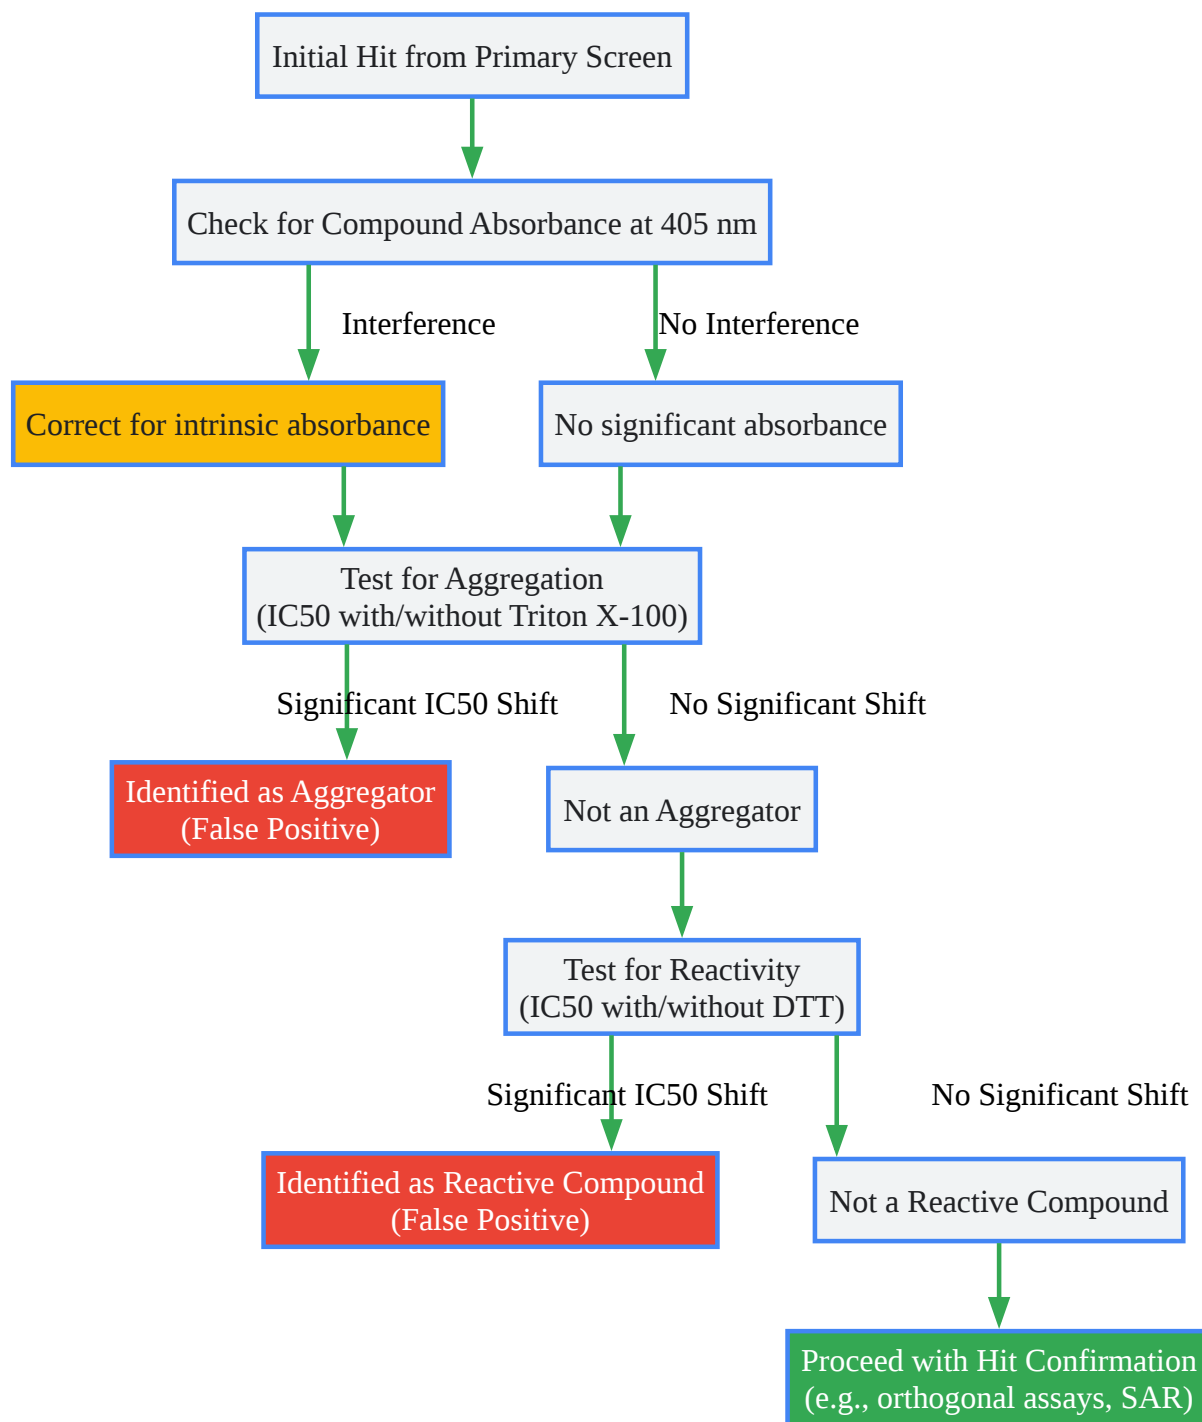 Initial Hit from Primary Screen
Check for Compound Absorbance at 405 nm
Interference
No Interference
Correct for intrinsic absorbance
No significant absorbance
Test for Aggregation
(IC50 with/without Triton X-100)
Significant IC50 Shift
No Significant Shift
Identified as Aggregator
(False Positive)
Not an Aggregator
Test for Reactivity
(IC50 with/without DTT)
Significant IC50 Shift
No Significant Shift
Identified as Reactive Compound
(False Positive)
Not a Reactive Compound
Proceed with Hit Confirmation
(e.g., orthogonal assays, SAR)